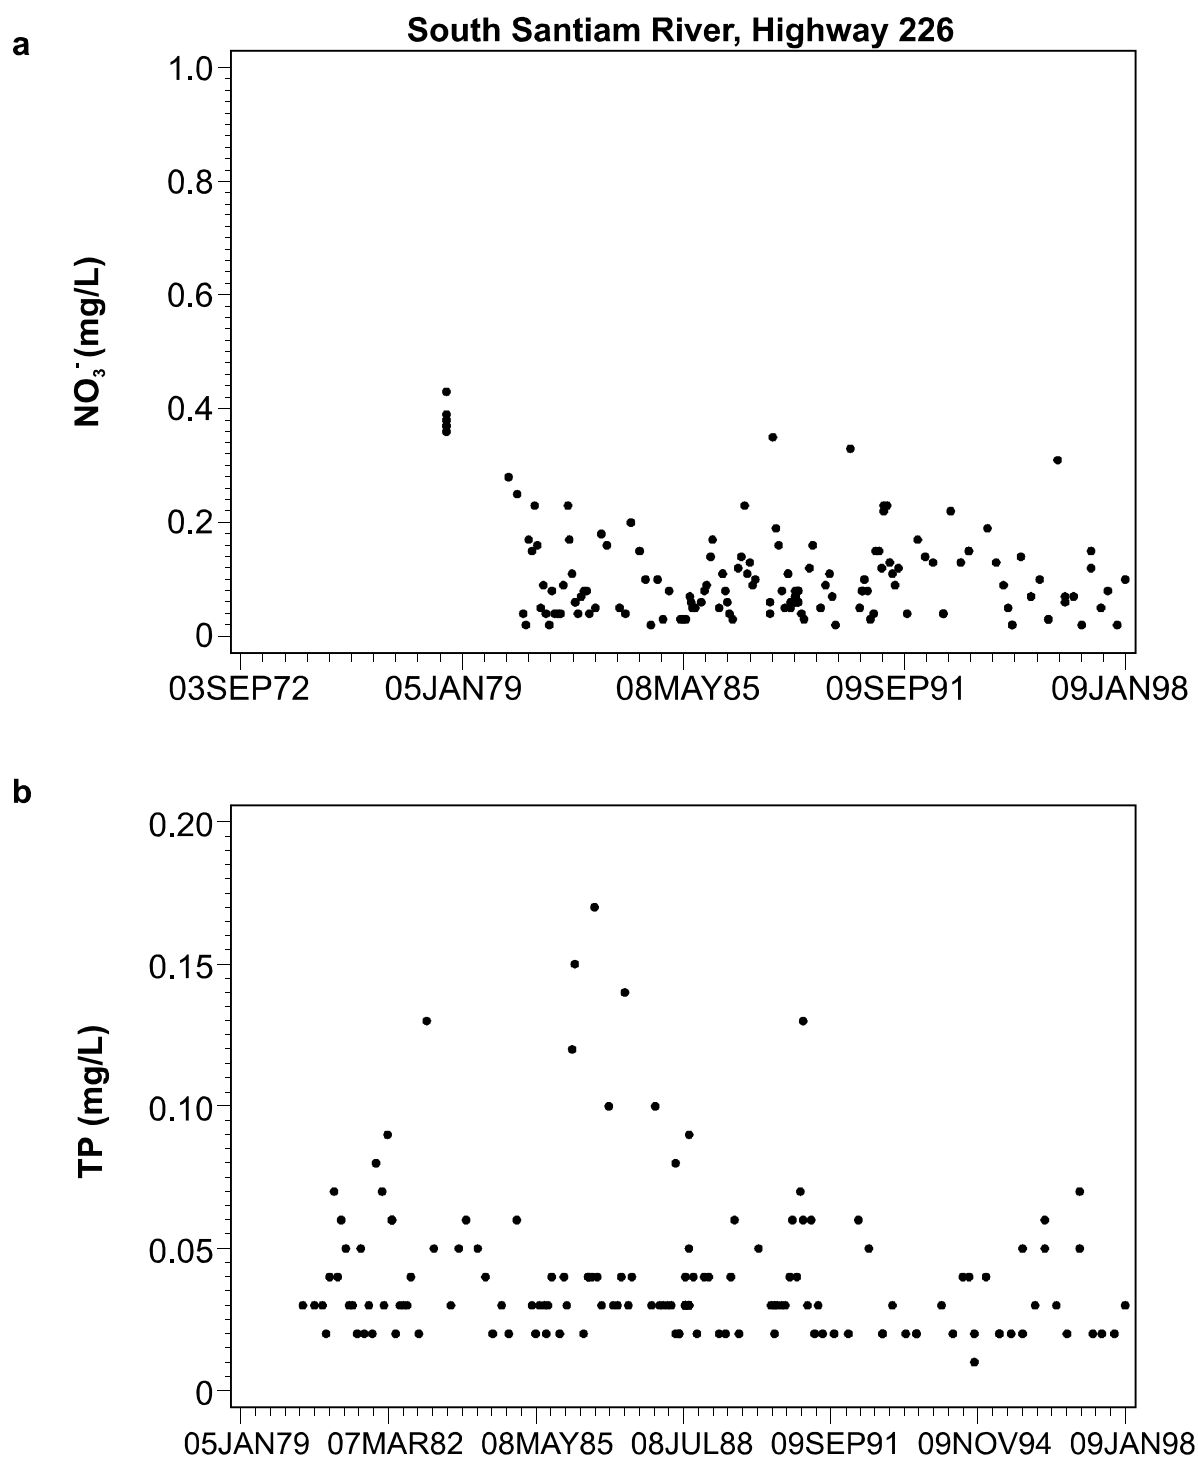 a
South Santiam River, Highway 226
1.0
0.8
0.6
0.4
0.2
0
NO₃⁻ (mg/L)
03SEP72 05JAN79 08MAY85 09SEP91 09JAN98
b
0.20
0.15
0.10
0.05
0
TP (mg/L)
05JAN79 07MAR82 08MAY85 08JUL88 09SEP91 09NOV94 09JAN98